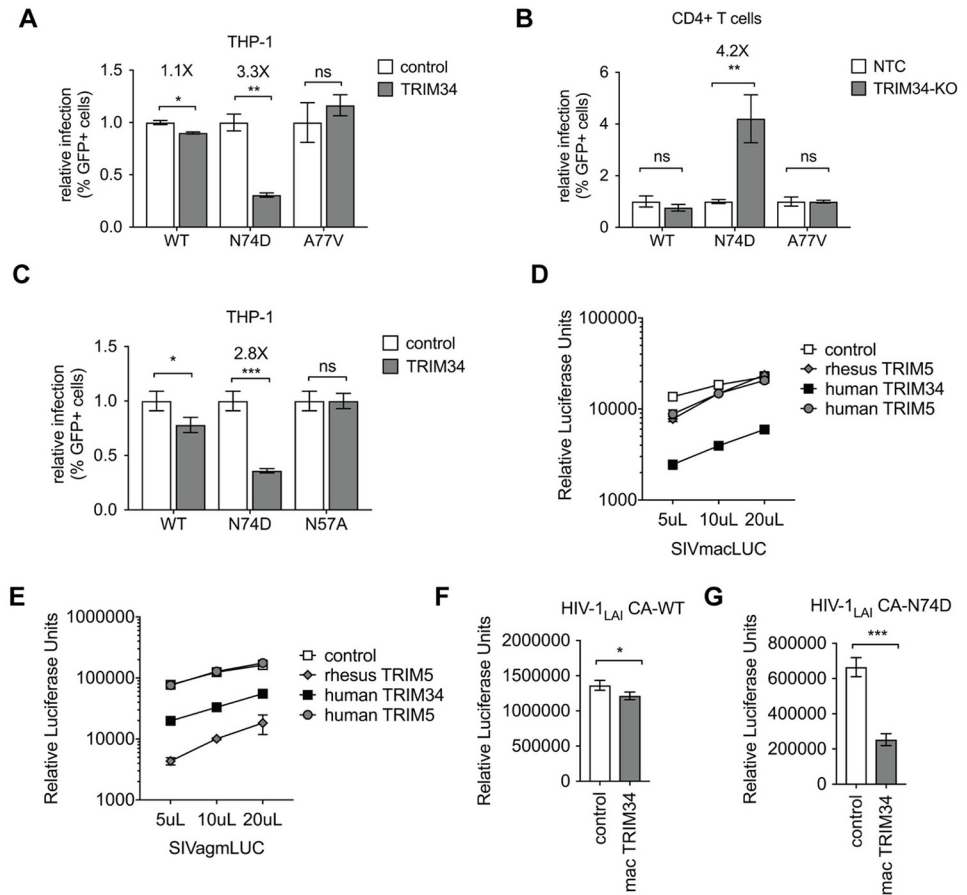 A
THP-1
relative infection
(% GFP+ cells)
1.5
1.0
0.5
0.0
1.1X
*
3.3X
**
ns
WT
N74D
A77V
control
TRIM34
B
CD4+ T cells
relative infection
(% GFP+ cells)
6
4
2
0
ns
4.2X
**
ns
WT
N74D
A77V
NTC
TRIM34-KO
C
THP-1
relative infection
(% GFP+ cells)
1.5
1.0
0.5
0.0
*
2.8X
***
ns
WT
N74D
N57A
control
TRIM34
D
Relative Luciferase Units
100000
10000
1000
5uL
10uL
20uL
SIVmacLUC
control
rhesus TRIM5
human TRIM34
human TRIM5
E
Relative Luciferase Units
1000000
100000
10000
1000
5uL
10uL
20uL
SIVagmLUC
control
rhesus TRIM5
human TRIM34
human TRIM5
F
HIV-1LAI CA-WT
Relative Luciferase Units
2000000
1500000
1000000
500000
0
*
control
mac TRIM34
G
HIV-1LAI CA-N74D
Relative Luciferase Units
800000
600000
400000
200000
0
***
control
mac TRIM34